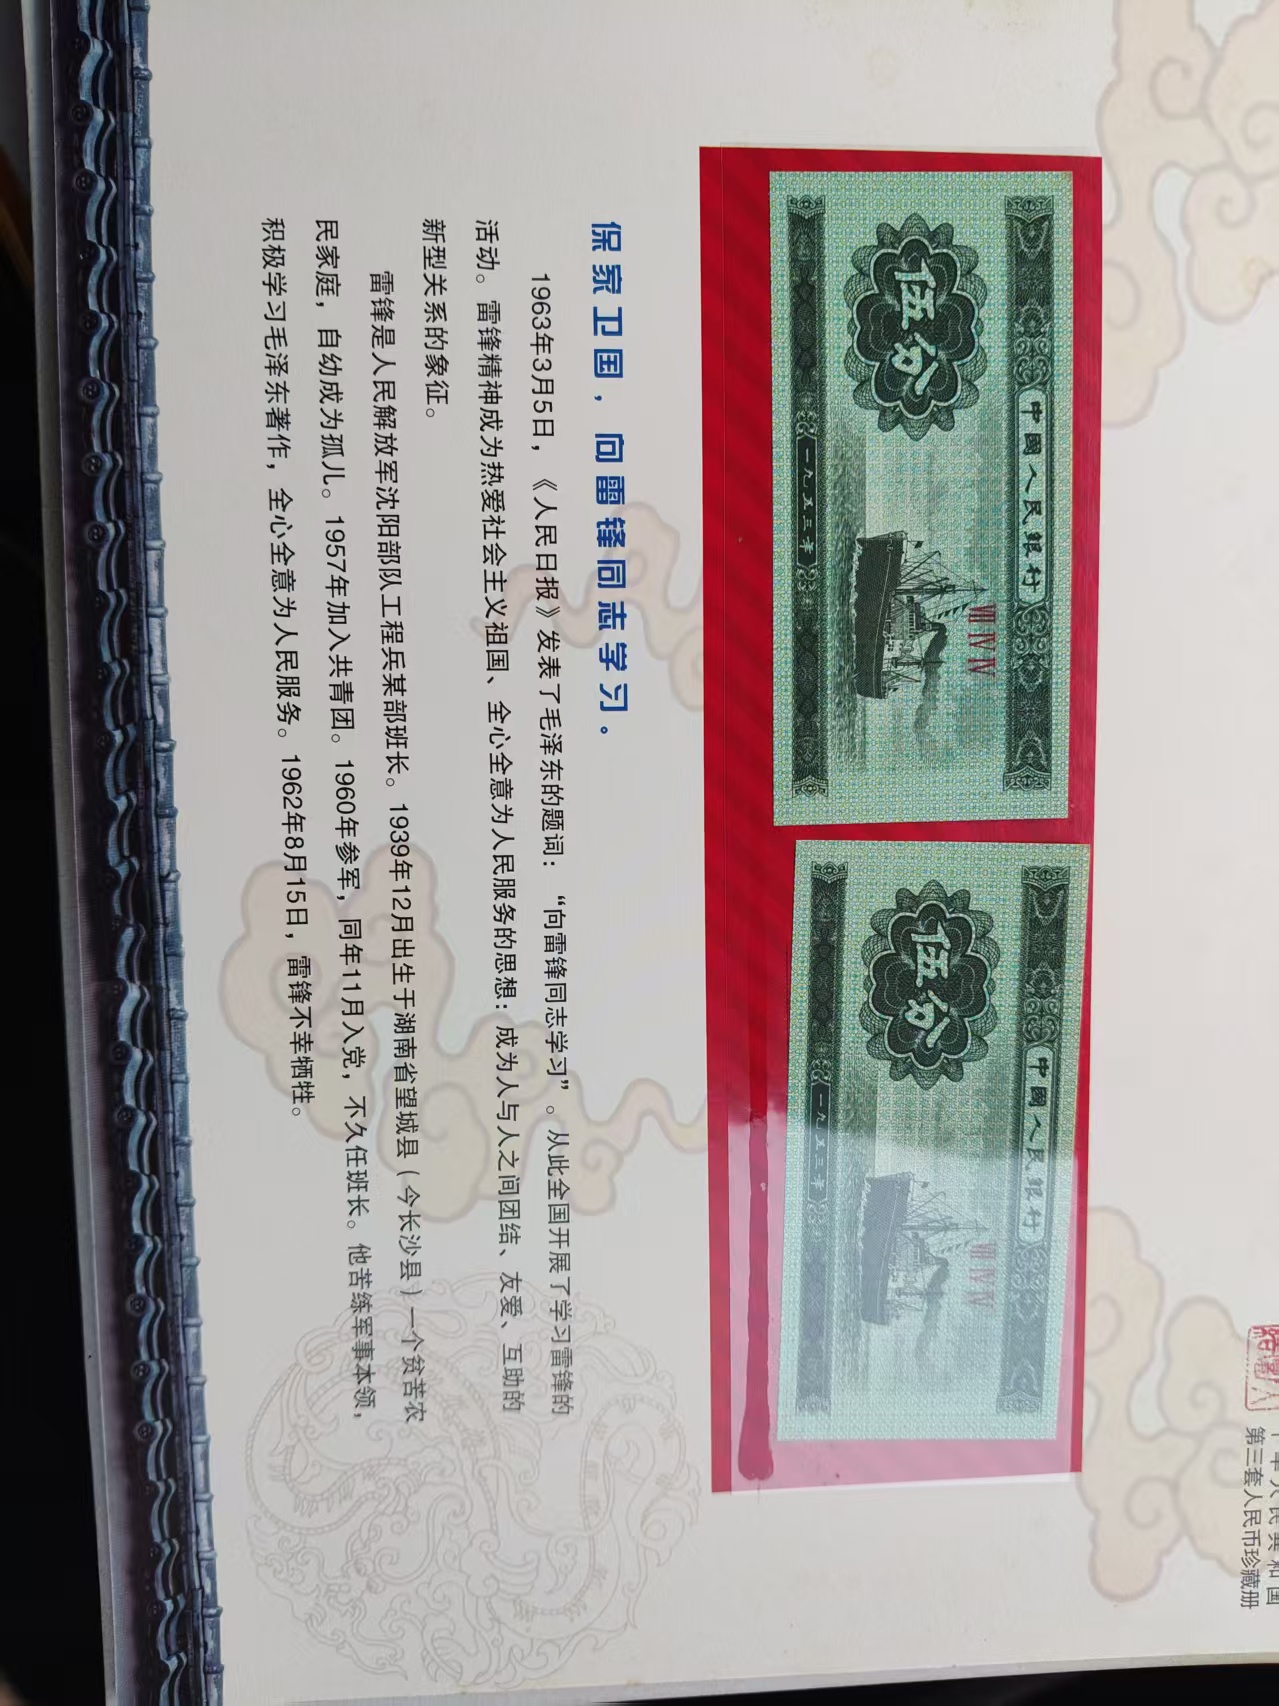 中國人民銀行
伍分
ⅦⅣⅣ
一九五三年
中國人民銀行
伍分
一九五三年
保家卫国，向雷锋同志学习。
1963年3月5日，《人民日报》发表了毛泽东的题词：“向雷锋同志学习”。从此全国开展了学习雷锋的
活动。雷锋精神成为热爱社会主义祖国、全心全意为人民服务的思想：成为人与人之间团结、友爱、互助的
新型关系的象征。
雷锋是人民解放军沈阳部队工程兵某部班长。1939年12月出生于湖南省望城县（今长沙县）一个贫苦农
民家庭，自幼成为孤儿。1957年加入共青团。1960年参军，同年11月入党，不久任班长。他苦练军事本领，
积极学习毛泽东著作，全心全意为人民服务。1962年8月15日，雷锋不幸牺牲。
中华人民共和国
第三套人民币珍藏册